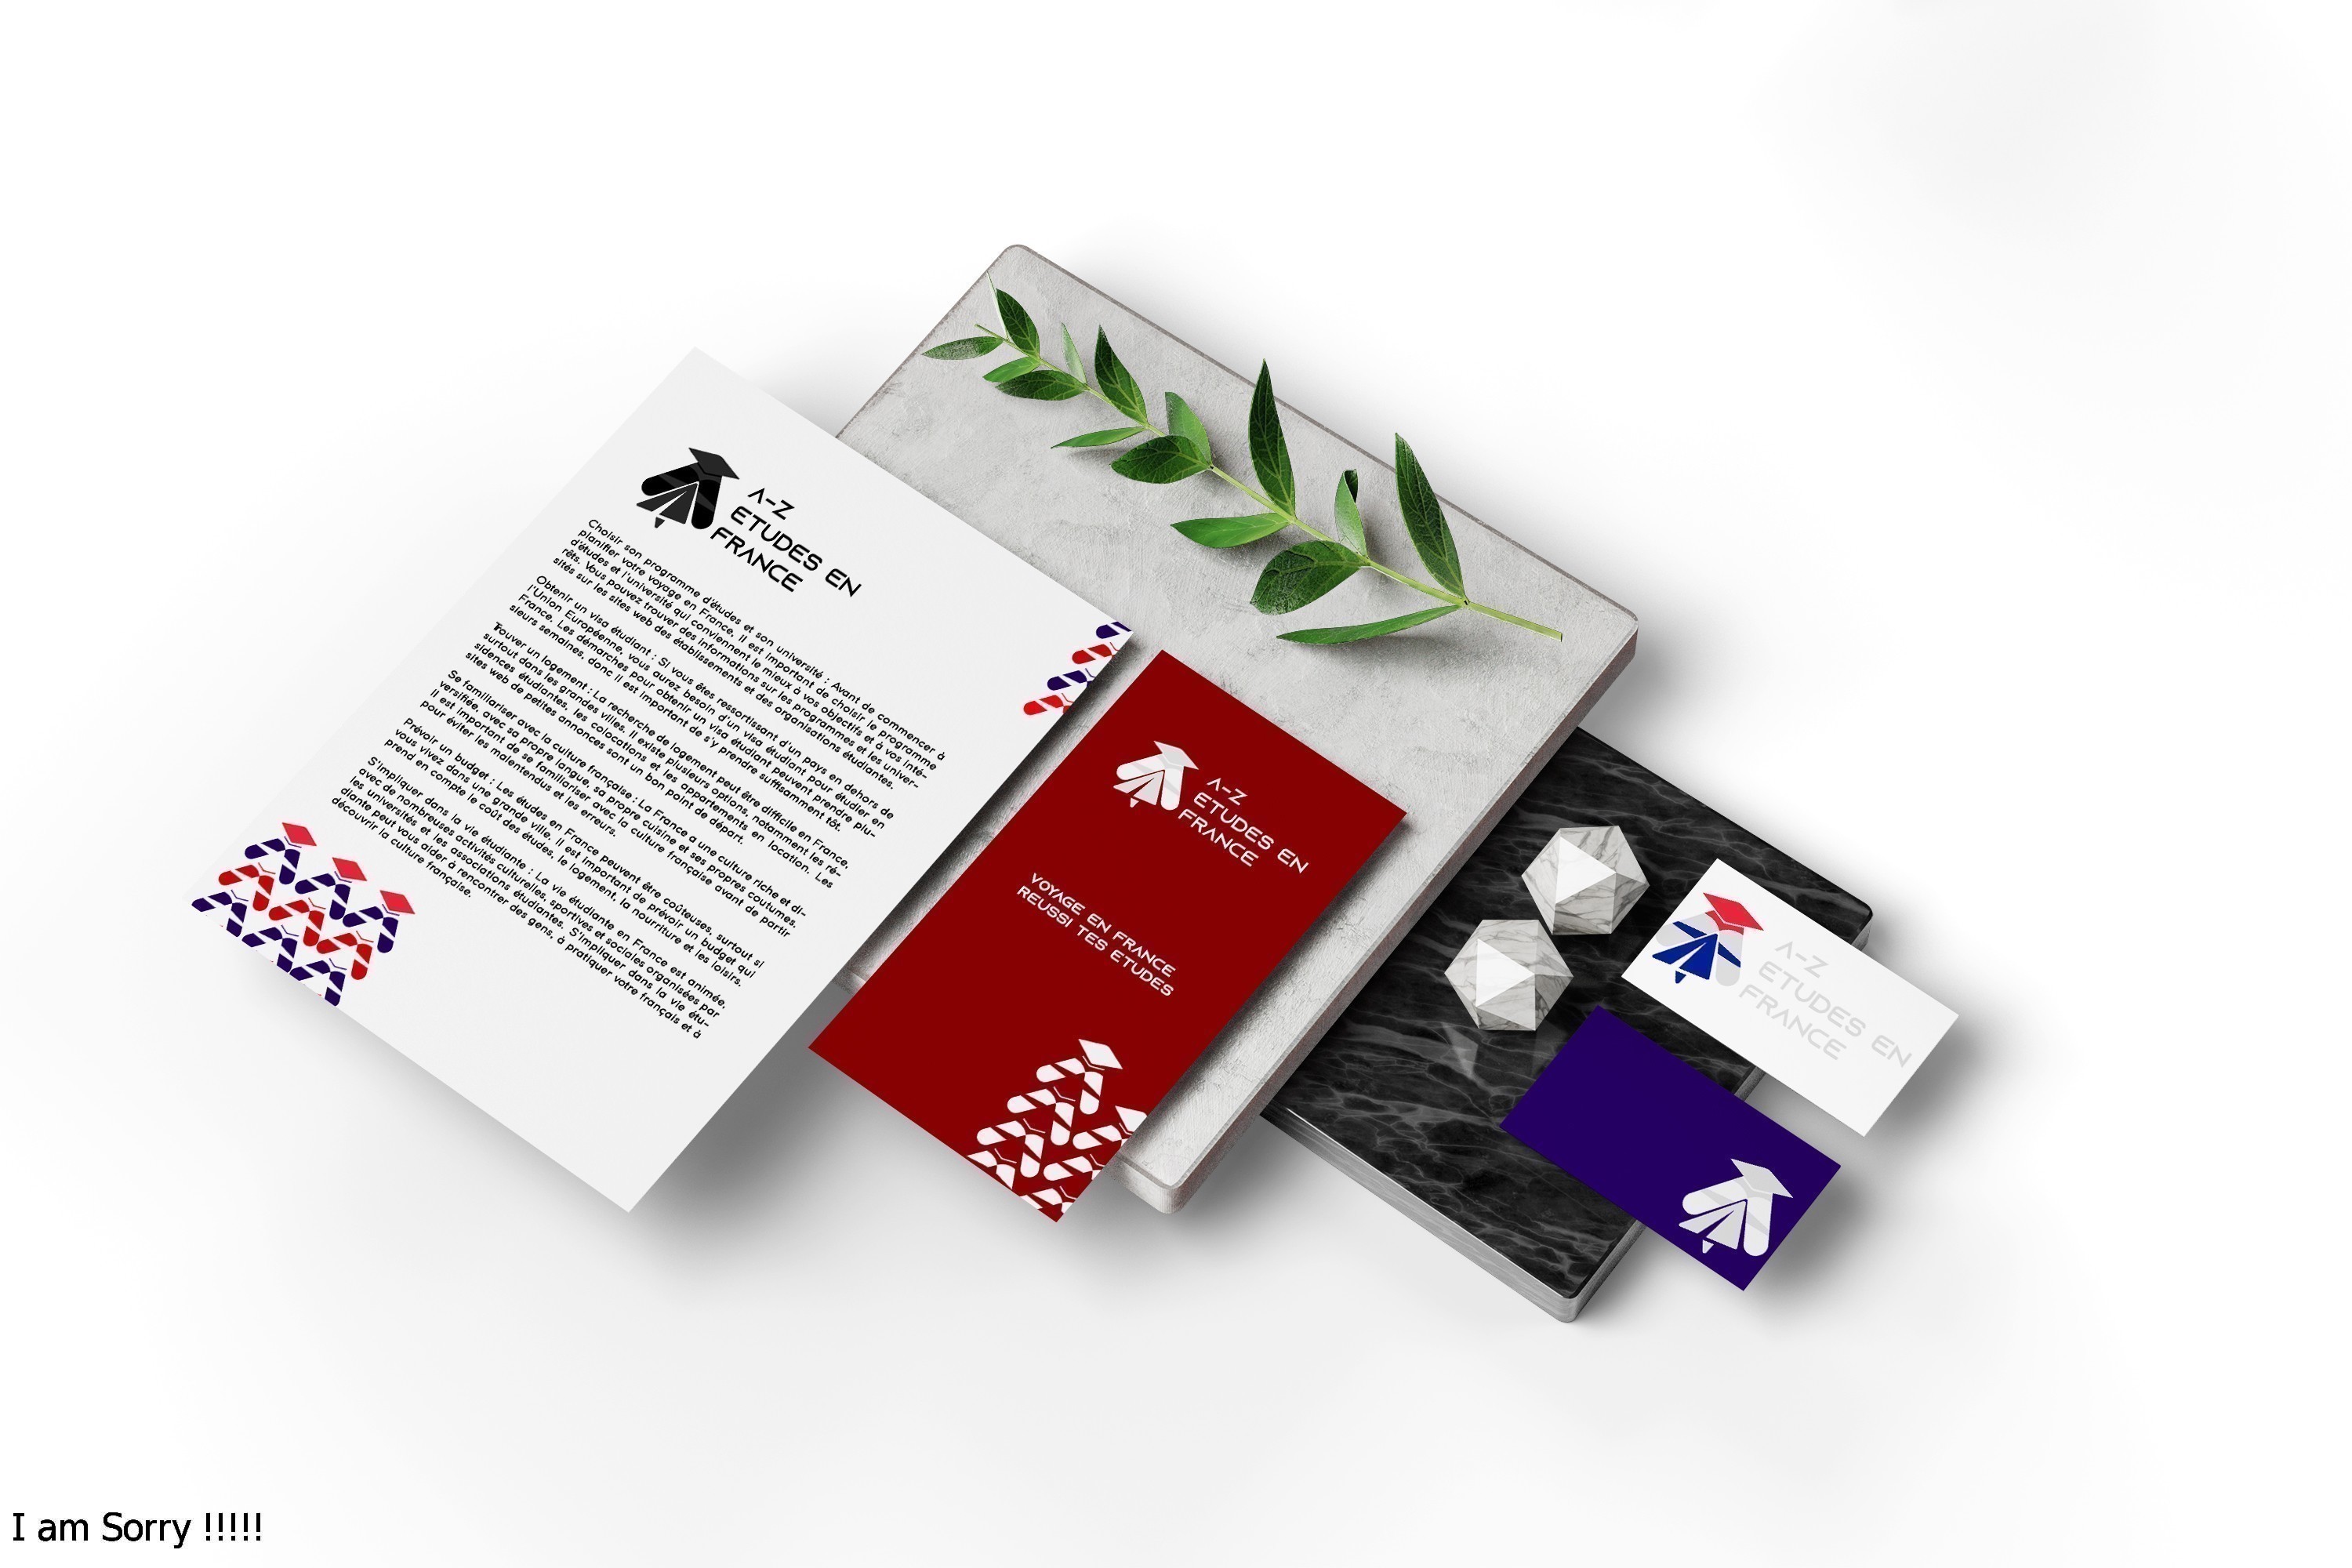 A-Z
ETUDES EN
FRANCE
Choisir son programme d'études et son université : Avant de commencer à
planifier votre voyage en France, il est important de choisir le programme
d'études et l'université qui conviennent le mieux à vos objectifs et à vos inté-
rêts. Vous pouvez trouver des informations sur les programmes et les univer-
sités sur les sites web des établissements et des organisations étudiantes.
Obtenir un visa étudiant : Si vous êtes ressortissant d'un pays en dehors de
l'Union Européenne, vous aurez besoin d'un visa étudiant pour étudier en
France. Les démarches pour obtenir un visa étudiant peuvent prendre plu-
sieurs semaines, donc il est important de s'y prendre suffisamment tôt.
Trouver un logement : La recherche de logement peut être difficile en France,
surtout dans les grandes villes. Il existe plusieurs options, notamment les ré-
sidences étudiantes, les colocations et les appartements en location. Les
sites web de petites annonces sont un bon point de départ.
Se familiariser avec la culture française : La France a une culture riche et di-
versifiée, avec sa propre langue, sa propre cuisine et ses propres coutumes.
Il est important de se familiariser avec la culture française avant de partir
pour éviter les malentendus et les erreurs.
Prévoir un budget : Les études en France peuvent être coûteuses, surtout si
vous vivez dans une grande ville. Il est important de prévoir un budget qui
prend en compte le coût des études, le logement, la nourriture et les loisirs.
S'impliquer dans la vie étudiante : La vie étudiante en France est animée,
avec de nombreuses activités culturelles, sportives et sociales organisées par
les universités et les associations étudiantes. S'impliquer dans la vie étu-
diante peut vous aider à rencontrer des gens, à pratiquer votre français et à
découvrir la culture française.
A-Z
ETUDES EN
FRANCE
VOYAGE EN FRANCE
REUSSI TES ETUDES
A-Z
ETUDES EN
FRANCE
I am Sorry !!!!!